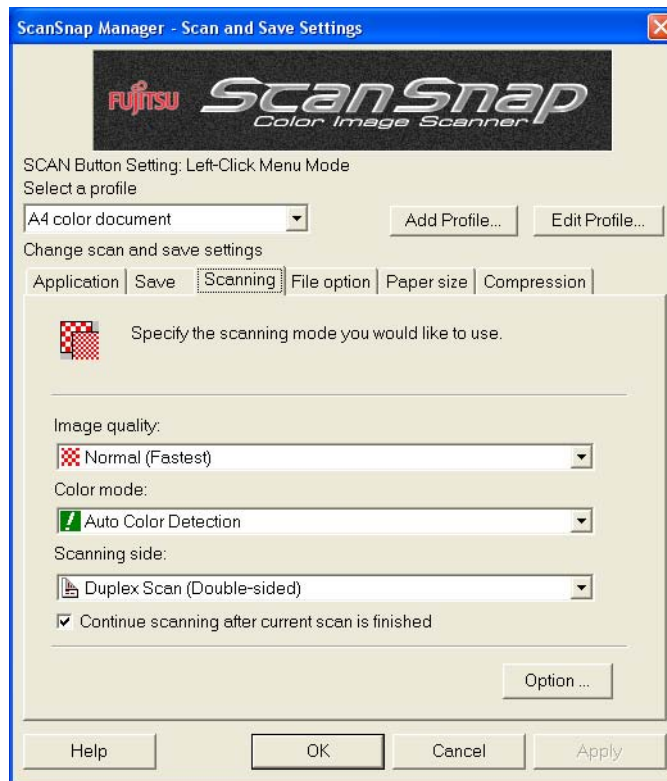 ScanSnap Manager - Scan and Save Settings
FUJITSU ScanSnap
Color Image Scanner
SCAN Button Setting: Left-Click Menu Mode
Select a profile
A4 color document Add Profile... Edit Profile...
Change scan and save settings
Application Save Scanning File option Paper size Compression
Specify the scanning mode you would like to use.
Image quality:
Normal (Fastest)
Color mode:
Auto Color Detection
Scanning side:
Duplex Scan (Double-sided)
Continue scanning after current scan is finished
Option ...
Help OK Cancel Apply